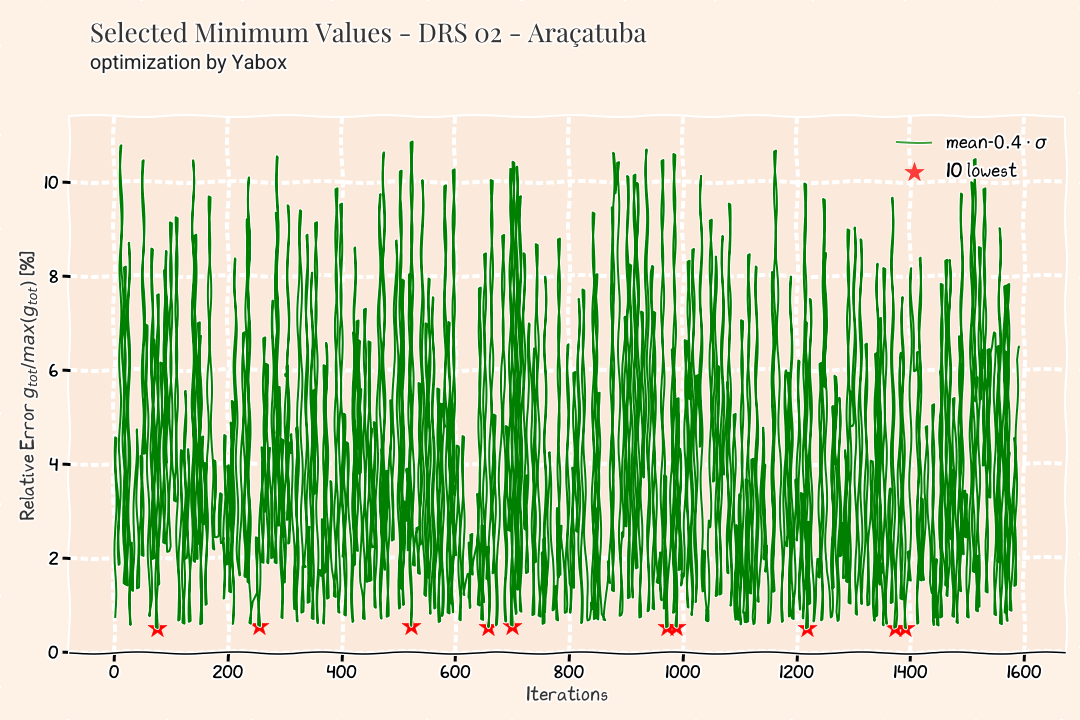 Selected Minimum Values - DRS 02 - Araçatuba
optimization by Yabox
mean-0.4 · σ
10 lowest
Relative Error g_tot/max(g_tot) [%]
10
8
6
4
2
0
0 200 400 600 800 1000 1200 1400 1600
Iterations